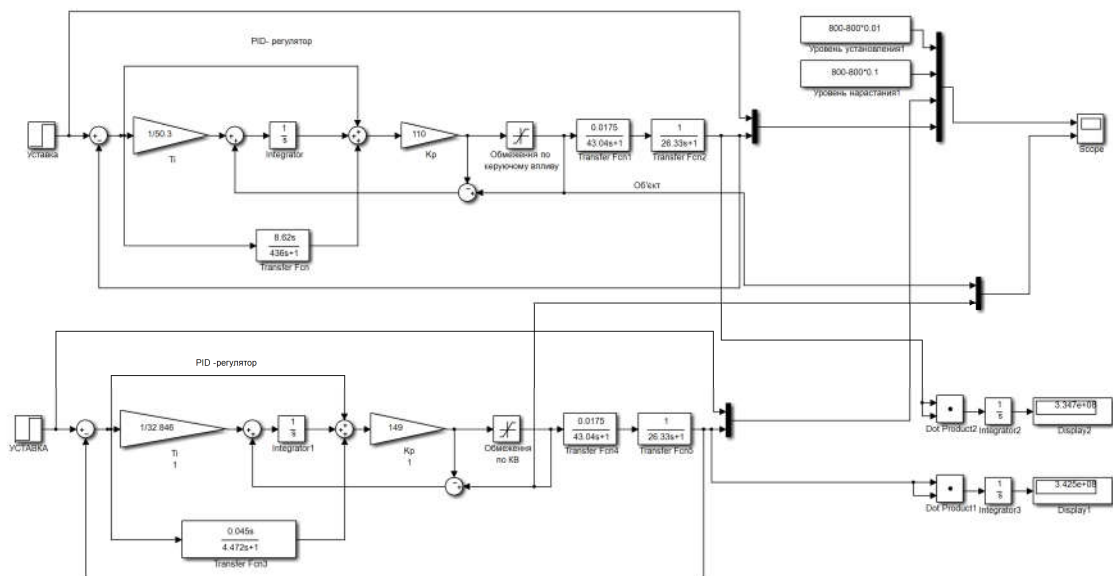 PID- регулятор
800-800*0.01
Уровень установления1
800-800*0.1
Уровень нарастания1
Уставка
1/50.3
Ti
1
s
Integrator
110
Kp
Обмеження по
керуючому впливу
0.0175
43.04s+1
Transfer Fcn1
1
26.33s+1
Transfer Fcn2
Scope
Об'єкт
8.62s
436s+1
Transfer Fcn
PID -регулятор
УСТАВКА
1/32.846
Ti
1
1
s
Integrator1
149
Kp
1
Обмеження
по КВ
0.0175
43.04s+1
Transfer Fcn4
1
26.33s+1
Transfer Fcn5
Dot Product2
1
s
Integrator2
3.347e+08
Display2
Dot Product1
1
s
Integrator3
3.425e+08
Display1
0.045s
4.472s+1
Transfer Fcn3